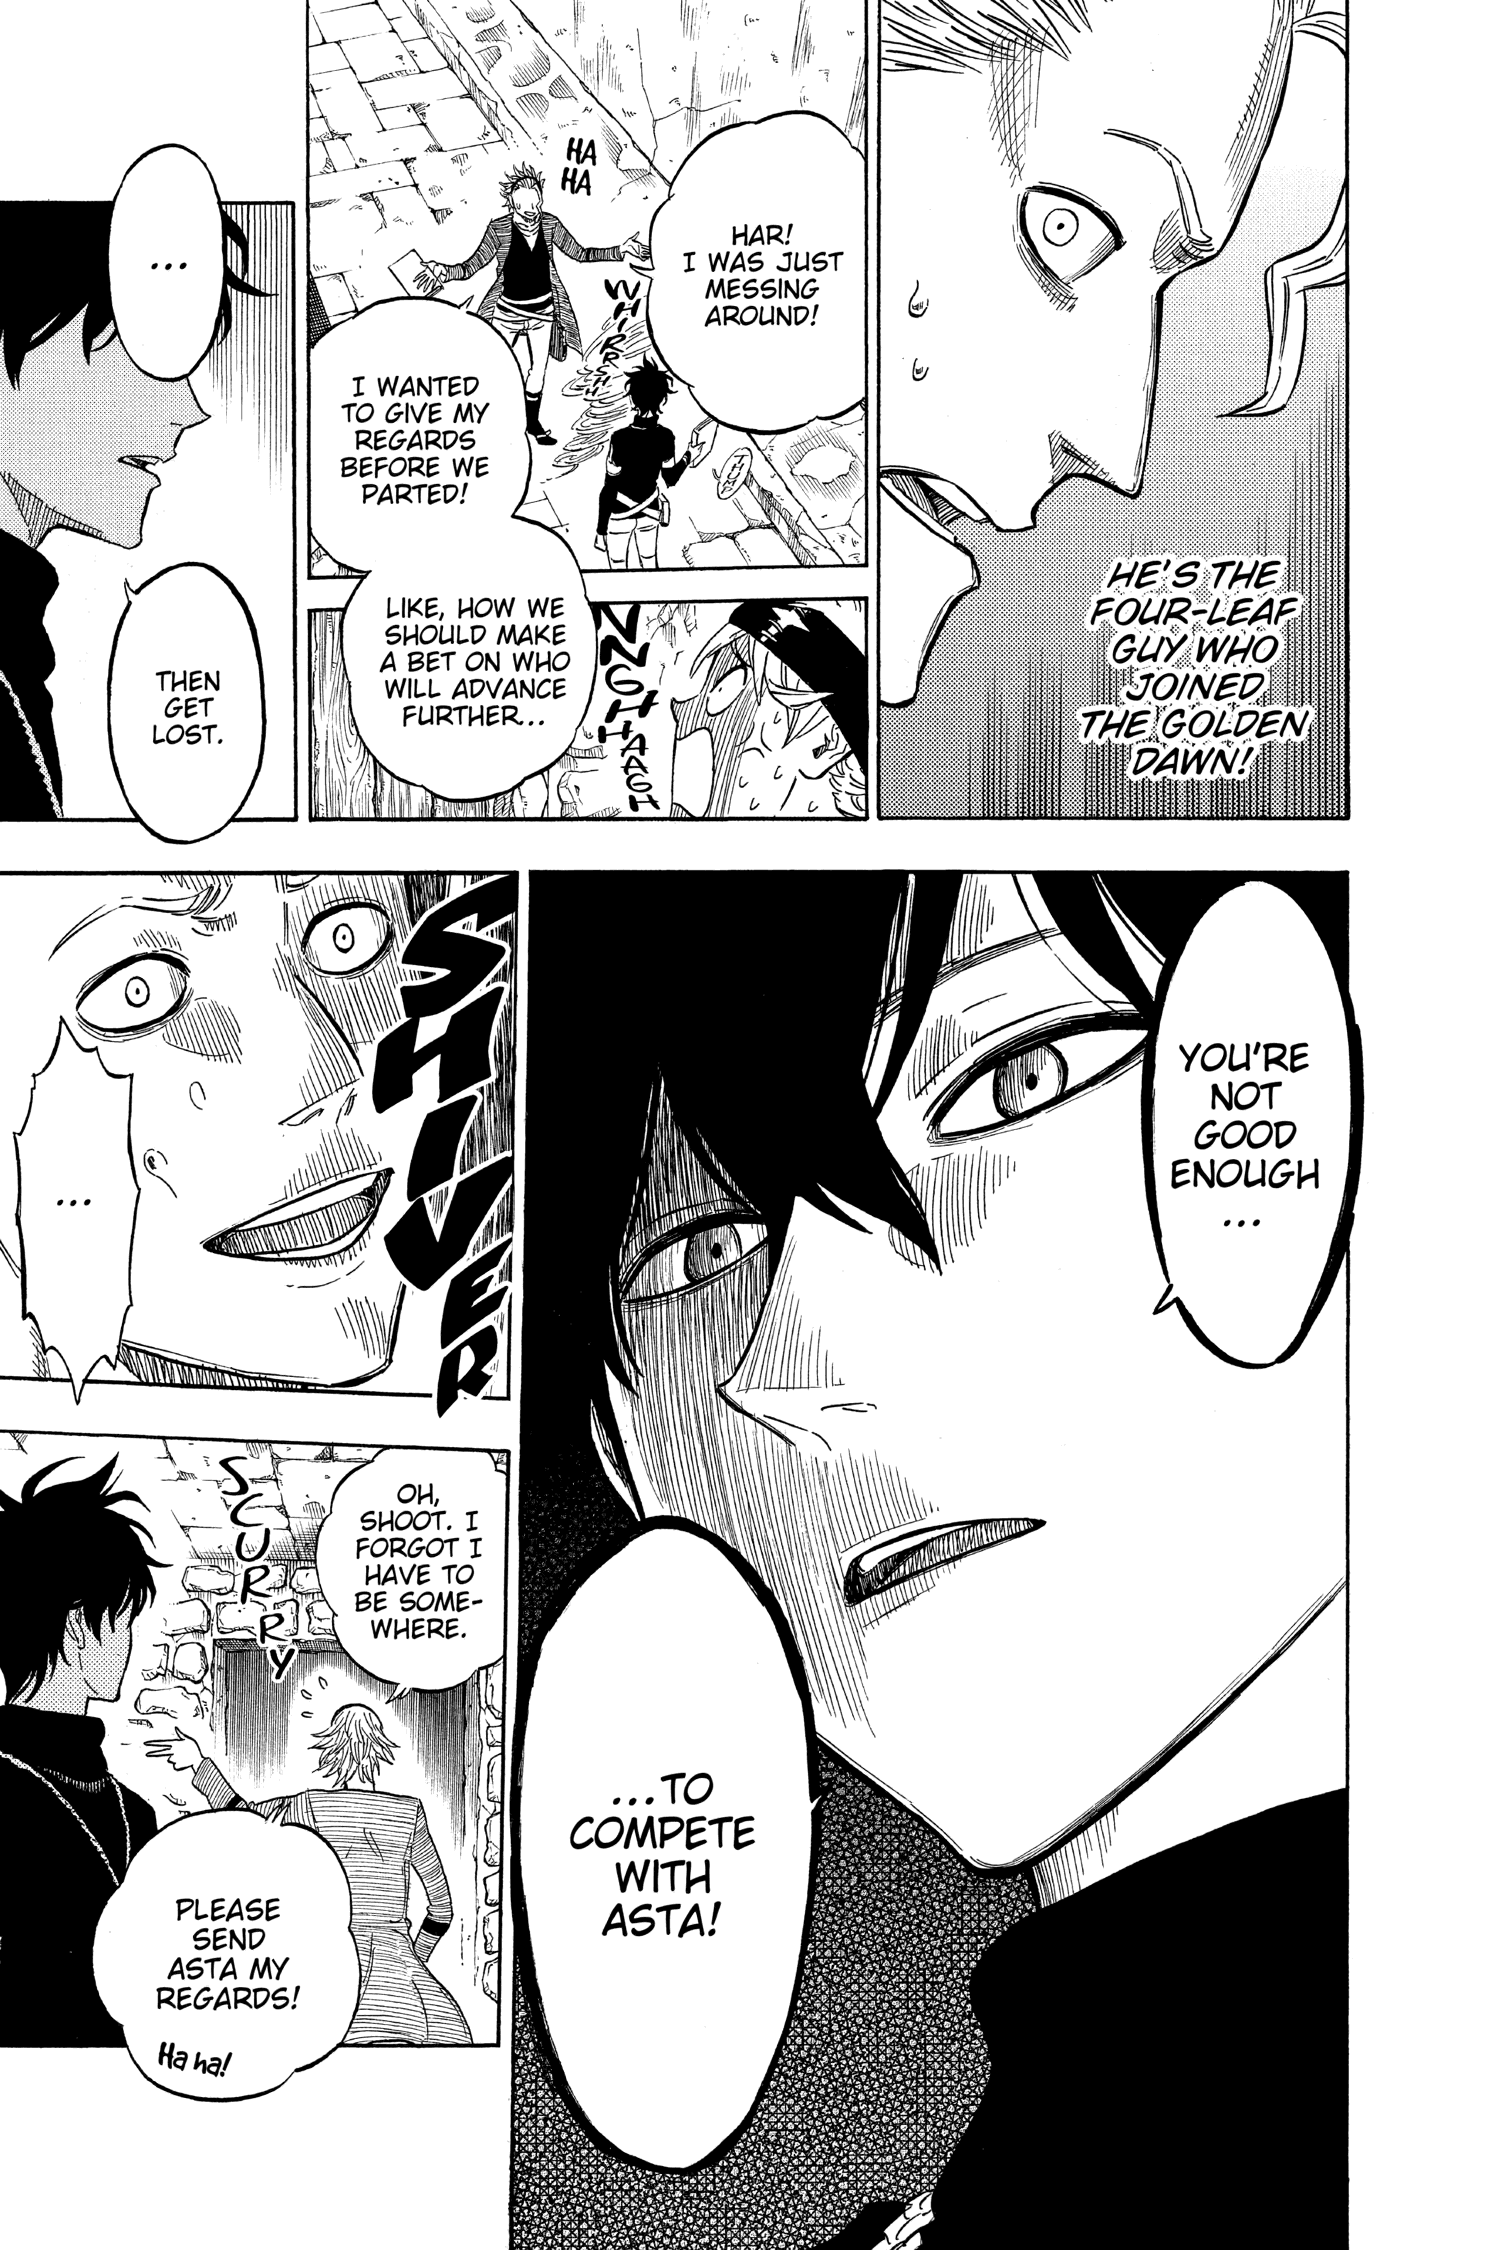 HE'S THE
FOUR-LEAF
GUY WHO
JOINED
THE GOLDEN
DAWN!
HAR!
I WAS JUST
MESSING
AROUND!
HA
HA
WHIRRSHH
I WANTED
TO GIVE MY
REGARDS
BEFORE WE
PARTED!
LIKE, HOW WE
SHOULD MAKE
A BET ON WHO
WILL ADVANCE
FURTHER...
NNGHHAAGH
...
THEN
GET
LOST.
YOU'RE
NOT
GOOD
ENOUGH
...
...TO
COMPETE
WITH
ASTA!
SHIVER
...
OH,
SHOOT. I
FORGOT I
HAVE TO
BE SOME-
WHERE.
SCURRY
PLEASE
SEND
ASTA MY
REGARDS!
Ha ha!